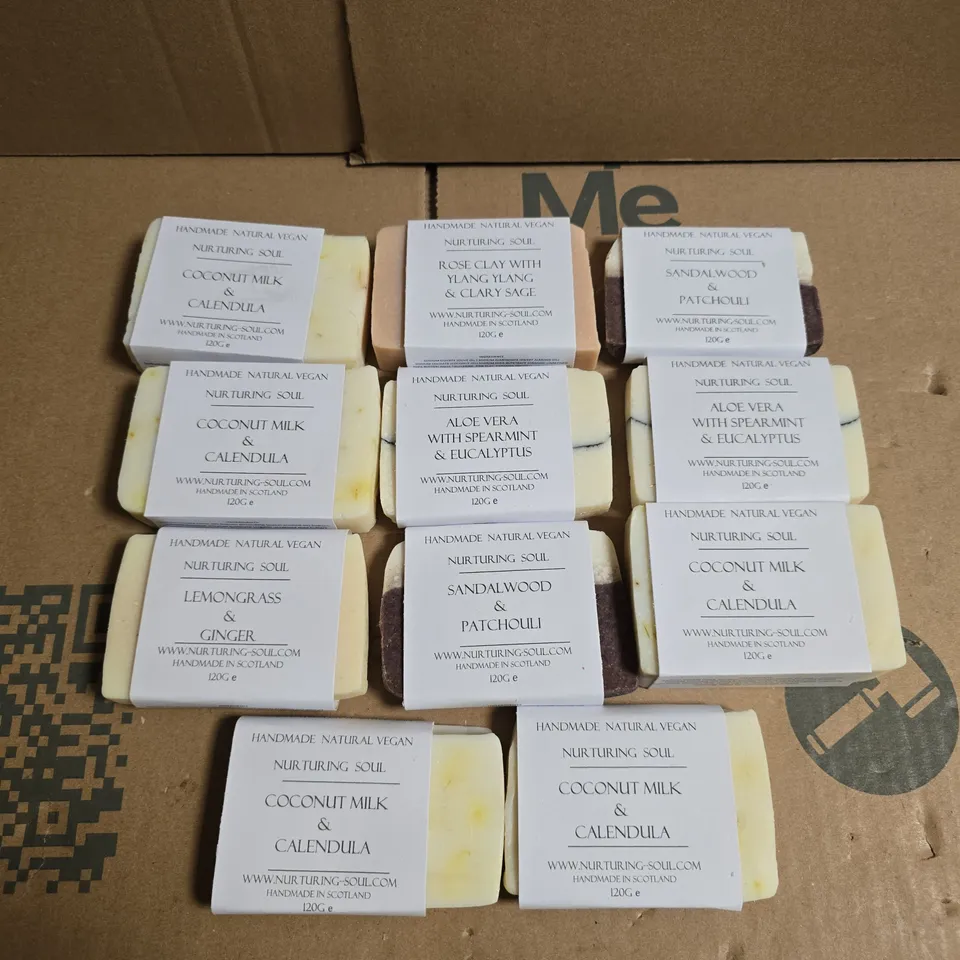 Me
HANDMADE NATURAL VEGAN
NURTURING SOUL
COCONUT MILK
&
CALENDULA
WWW.NURTURING-SOUL.COM
HANDMADE IN SCOTLAND
120G e
HANDMADE NATURAL VEGAN
NURTURING SOUL
ROSE CLAY WITH
YLANG YLANG
& CLARY SAGE
WWW.NURTURING-SOUL.COM
HANDMADE IN SCOTLAND
120G e
HANDMADE NATURAL VEGAN
NURTURING SOUL
SANDALWOOD
&
PATCHOULI
WWW.NURTURING-SOUL.COM
HANDMADE IN SCOTLAND
120G e
HANDMADE NATURAL VEGAN
NURTURING SOUL
COCONUT MILK
&
CALENDULA
WWW.NURTURING-SOUL.COM
HANDMADE IN SCOTLAND
120G e
HANDMADE NATURAL VEGAN
NURTURING SOUL
ALOE VERA
WITH SPEARMINT
& EUCALYPTUS
WWW.NURTURING-SOUL.COM
HANDMADE IN SCOTLAND
120G e
HANDMADE NATURAL VEGAN
NURTURING SOUL
ALOE VERA
WITH SPEARMINT
& EUCALYPTUS
WWW.NURTURING-SOUL.COM
HANDMADE IN SCOTLAND
120G e
HANDMADE NATURAL VEGAN
NURTURING SOUL
LEMONGRASS
&
GINGER
WWW.NURTURING-SOUL.COM
HANDMADE IN SCOTLAND
120G e
HANDMADE NATURAL VEGAN
NURTURING SOUL
SANDALWOOD
&
PATCHOULI
WWW.NURTURING-SOUL.COM
HANDMADE IN SCOTLAND
120G e
HANDMADE NATURAL VEGAN
NURTURING SOUL
COCONUT MILK
&
CALENDULA
WWW.NURTURING-SOUL.COM
HANDMADE IN SCOTLAND
120G e
HANDMADE NATURAL VEGAN
NURTURING SOUL
COCONUT MILK
&
CALENDULA
WWW.NURTURING-SOUL.COM
HANDMADE IN SCOTLAND
120G e
HANDMADE NATURAL VEGAN
NURTURING SOUL
COCONUT MILK
&
CALENDULA
WWW.NURTURING-SOUL.COM
HANDMADE IN SCOTLAND
120G e